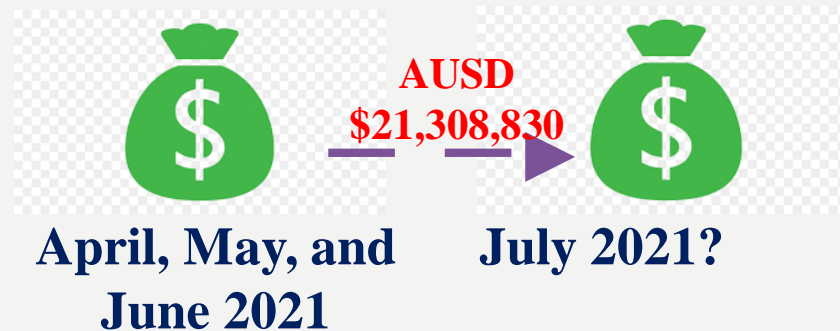 $
$
AUSD
$21,308,830
April, May, and
June 2021
July 2021?